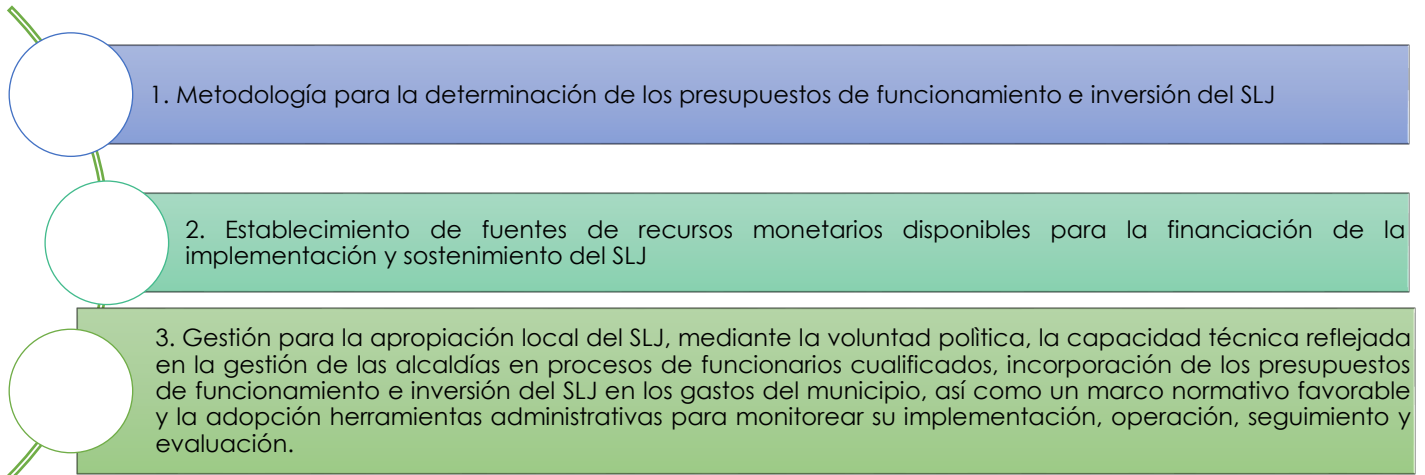 1. Metodología para la determinación de los presupuestos de funcionamiento e inversión del SLJ
2. Establecimiento de fuentes de recursos monetarios disponibles para la financiación de la
implementación y sostenimiento del SLJ
3. Gestión para la apropiación local del SLJ, mediante la voluntad polìtica, la capacidad técnica reflejada
en la gestión de las alcaldías en procesos de funcionarios cualificados, incorporación de los presupuestos
de funcionamiento e inversión del SLJ en los gastos del municipio, así como un marco normativo favorable
y la adopción herramientas administrativas para monitorear su implementación, operación, seguimiento y
evaluación.